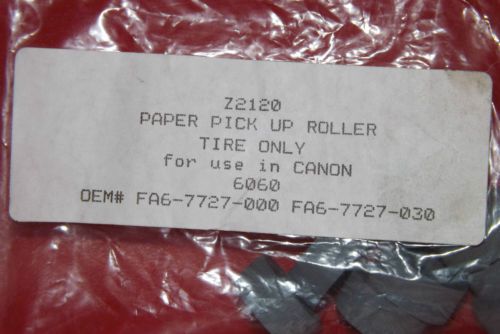 Z2120
PAPER PICK UP ROLLER
TIRE ONLY
for use in CANON
6060
OEM# FA6-7727-000 FA6-7727-030